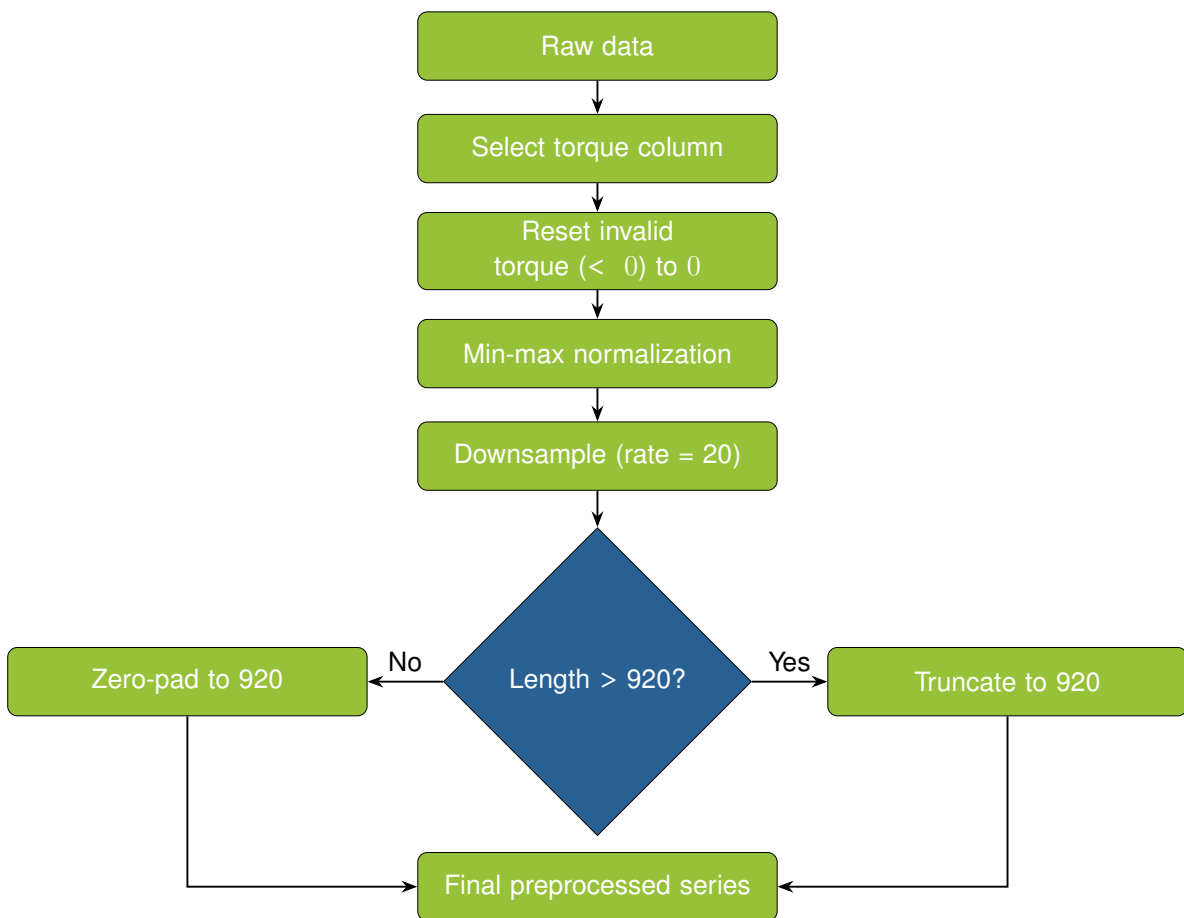 Raw data
Select torque column
Reset invalid
torque (< 0) to 0
Min-max normalization
Downsample (rate = 20)
No
Yes
Zero-pad to 920
Length > 920?
Truncate to 920
Final preprocessed series